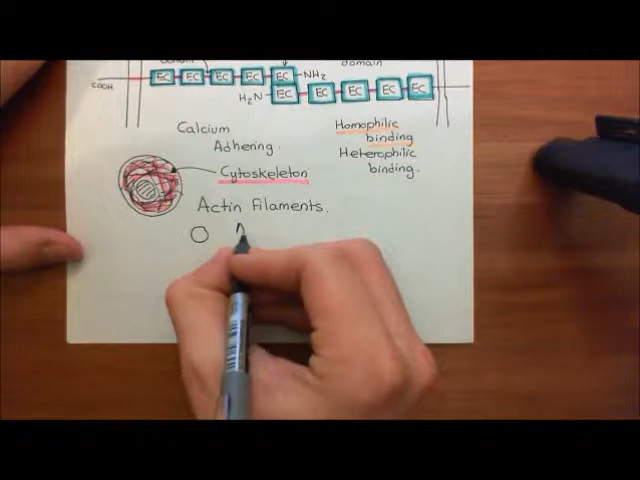 domain
COOH EC EC EC EC EC NH₂
H₂N EC EC EC EC EC
Calcium
Adhering.
Homophilic
binding
Heterophilic
binding.
Cytoskeleton
Actin Filaments.